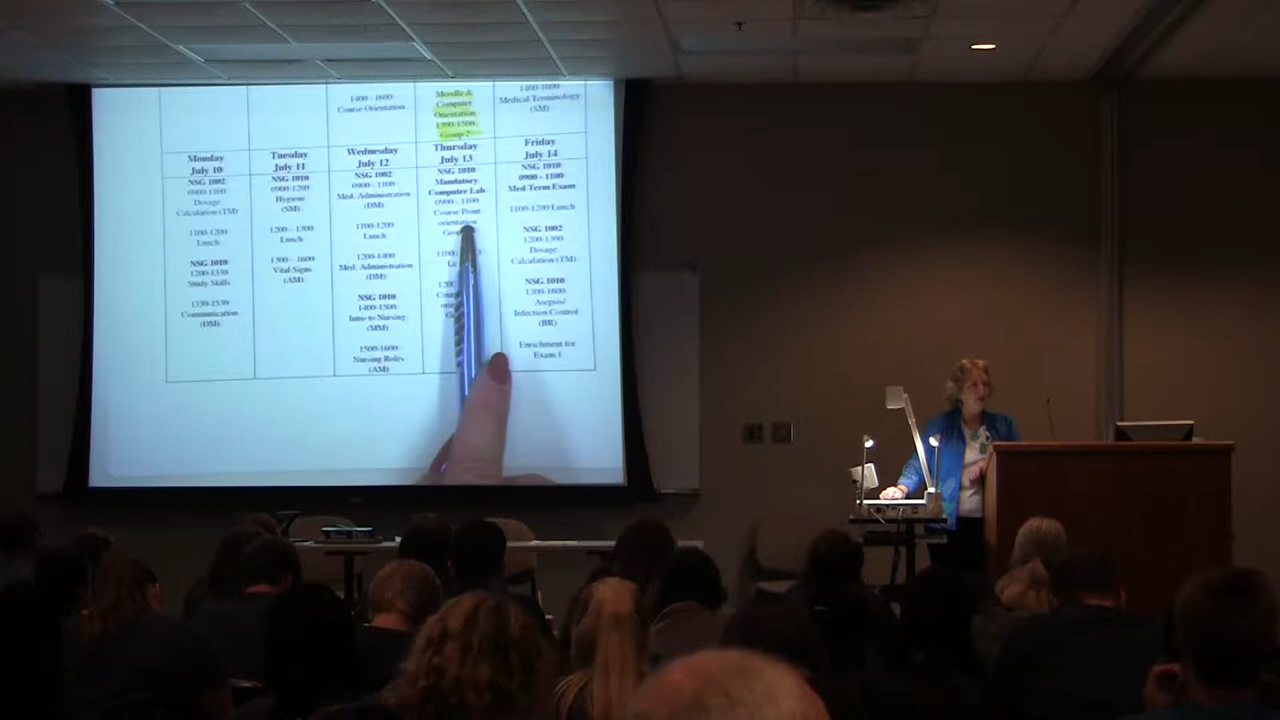 1400 - 1600
Course Orientation
Moodle &
Computer
Orientation
1300-1500
Group 2
1400-1600
Medical Terminology
(SM)
Monday
July 10
NSG 1002
0900-1100
Dosage
Calculation (TM)
1100-1200
Lunch
NSG 1010
1200-1330
Study Skills
1330-1530
Communication
(DM)
Tuesday
July 11
NSG 1010
0900-1200
Hygiene
(SM)
1200 - 1300
Lunch
1300 - 1600
Vital Signs
(AM)
Wednesday
July 12
NSG 1002
0900 - 1100
Med. Administration
(DM)
1100-1200
Lunch
1200-1400
Med. Administration
(DM)
NSG 1010
1400-1500
Intro to Nursing
(MM)
1500-1600
Nursing Roles
(AM)
Thursday
July 13
NSG 1010
Mandatory
Computer Lab
0900 - 1100
Course Point
orientation
Friday
July 14
NSG 1010
0900 - 1100
Med Term Exam
1100-1200 Lunch
NSG 1002
1200-1300
Dosage
Calculation (TM)
NSG 1010
1300-1600
Asepsis/
Infection Control
(BR)
Enrichment for
Exam 1